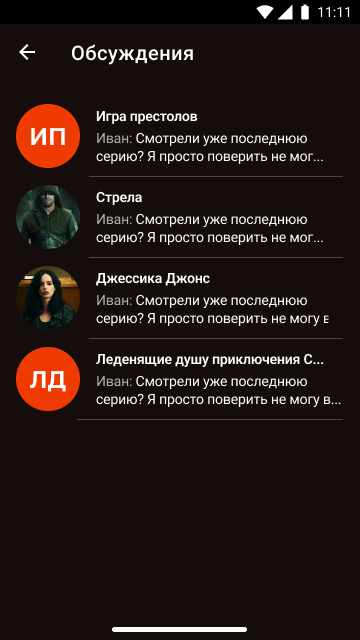 11:11
Обсуждения
ИП
Игра престолов
Иван: Смотрели уже последнюю
серию? Я просто поверить не мог...
Стрела
Иван: Смотрели уже последнюю
серию? Я просто поверить не мог...
Джессика Джонс
Иван: Смотрели уже последнюю
серию? Я просто поверить не могу в
ЛД
Леденящие душу приключения С...
Иван: Смотрели уже последнюю
серию? Я просто поверить не могу в...